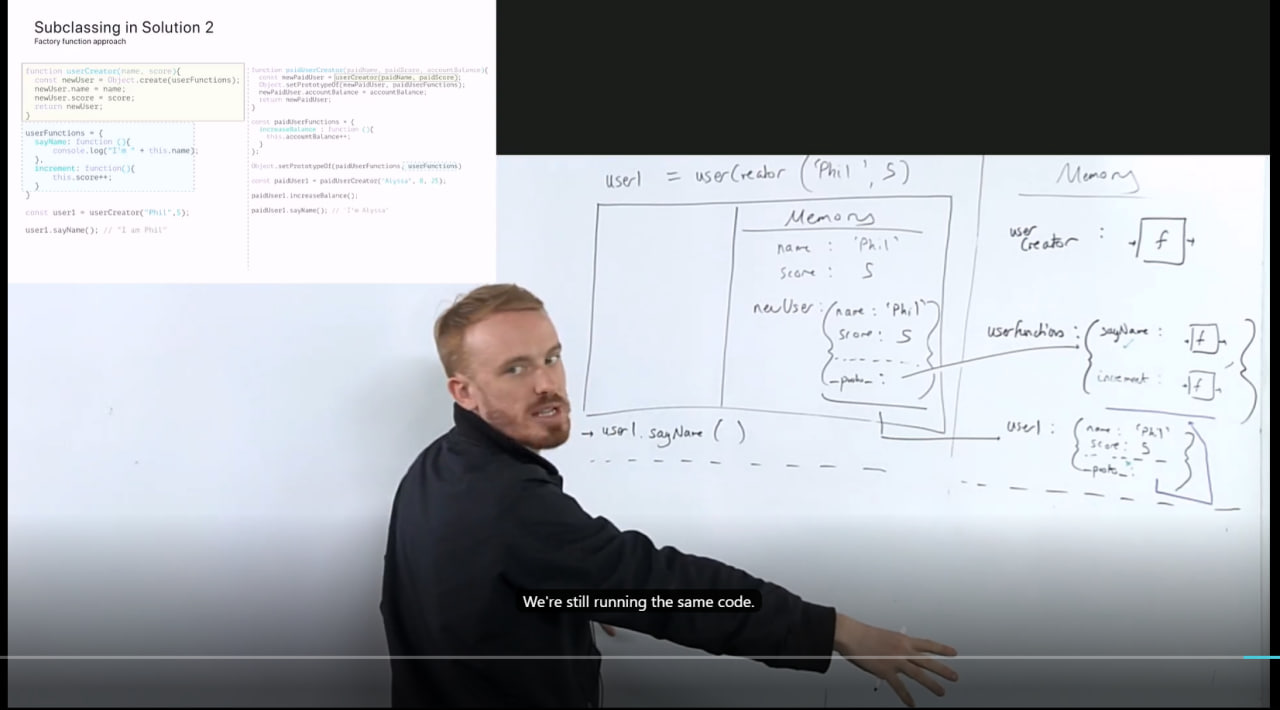 Subclassing in Solution 2
Factory function approach
function userCreator(name, score){
const newUser = Object.create(userFunctions);
newUser.name = name;
newUser.score = score;
return newUser;
}
userFunctions = {
sayName: function (){
console.log("I'm " + this.name);
},
increment: function(){
this.score++;
}
}
const user1 = userCreator("Phil",5);
user1.sayName(); // "I am Phil"
function paidUserCreator(paidName, paidScore, accountBalance){
const newPaidUser = userCreator(paidName, paidScore);
Object.setPrototypeOf(newPaidUser, paidUserFunctions);
newPaidUser.accountBalance = accountBalance;
return newPaidUser;
}
const paidUserFunctions = {
increaseBalance : function (){
this.accountBalance++;
}
};
Object.setPrototypeOf(paidUserFunctions, userFunctions)
const paidUser1 = paidUserCreator("Alyssa", 8, 25);
paidUser1.increaseBalance();
paidUser1.sayName(); // "I'm Alyssa"
user1 = userCreator ('Phil', 5)
Memory
name : 'Phil'
score : 5
newUser : { name : 'Phil'
score : 5
__proto__ : }
→ user1.sayName ( )
Memory
user
Creator : f
userfunctions : { sayName : f
increment : f }
user1 : { name : 'Phil'
score : 5
__proto__ : }
We're still running the same code.